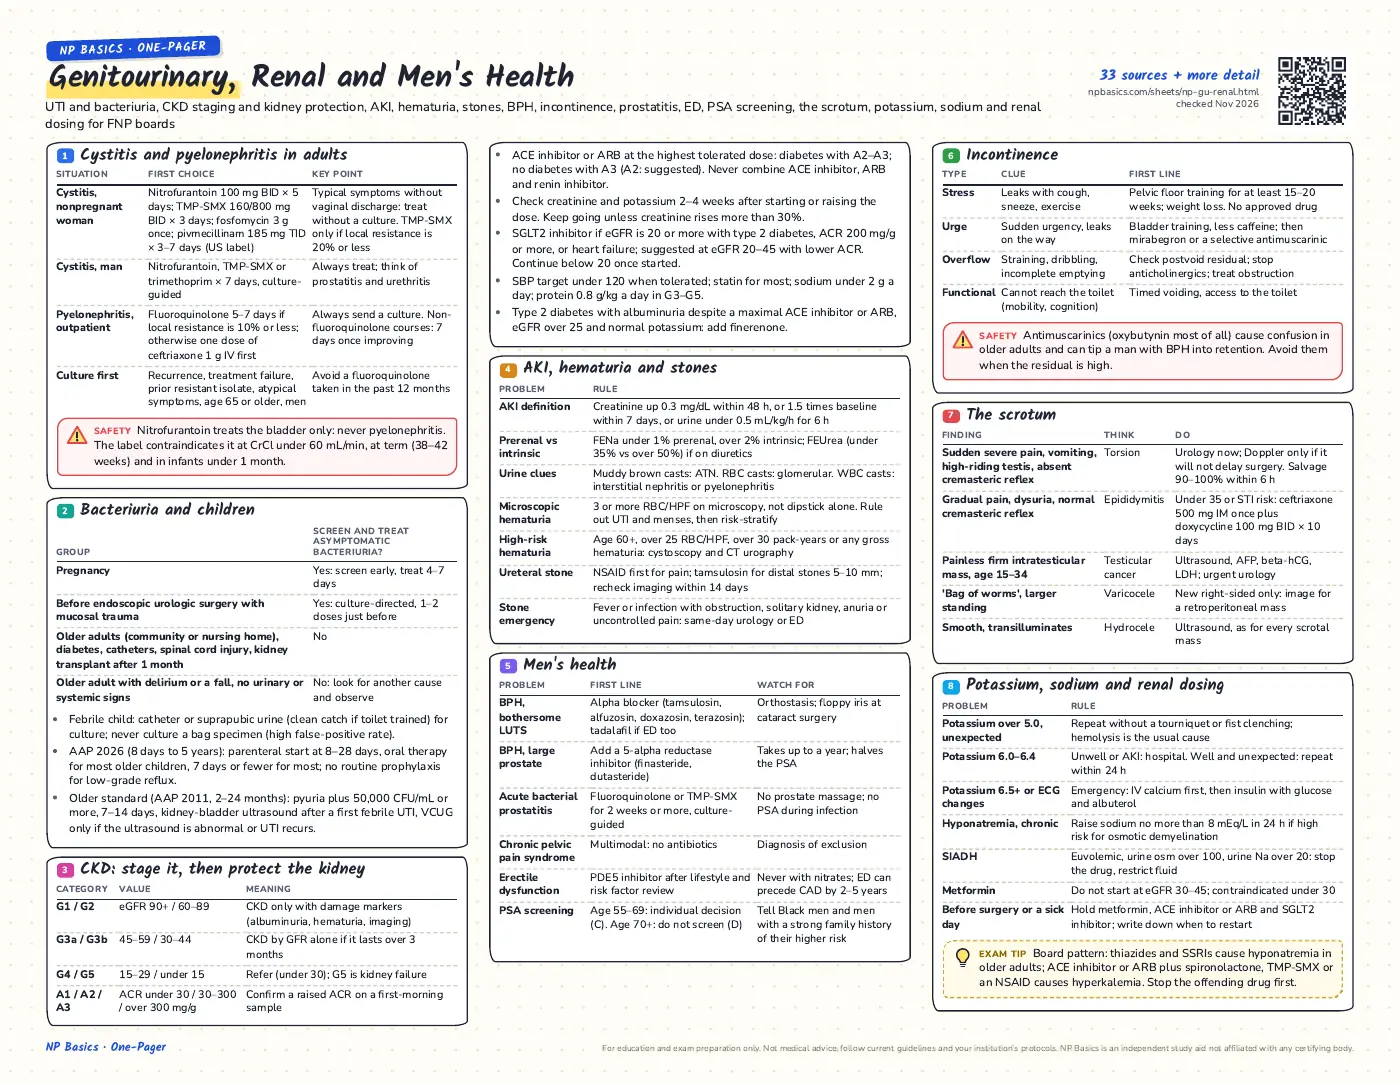 NP BASICS · ONE-PAGER
Genitourinary, Renal and Men's Health
UTI and bacteriuria, CKD staging and kidney protection, AKI, hematuria, stones, BPH, incontinence, prostatitis, ED, PSA screening, the scrotum, potassium, sodium and renal
dosing for FNP boards
33 sources + more detail
npbasics.com/sheets/np-gu-renal.html
checked Nov 2026
1 Cystitis and pyelonephritis in adults
SITUATION FIRST CHOICE KEY POINT
Cystitis, nonpregnant woman
Nitrofurantoin 100 mg BID × 5 days; TMP-SMX 160/800 mg BID × 3 days; fosfomycin 3 g once; pivmecillinam 185 mg TID × 3–7 days (US label)
Typical symptoms without vaginal discharge: treat without a culture. TMP-SMX only if local resistance is 20% or less
Cystitis, man
Nitrofurantoin, TMP-SMX or trimethoprim × 7 days, culture-guided
Always treat; think of prostatitis and urethritis
Pyelonephritis, outpatient
Fluoroquinolone 5–7 days if local resistance is 10% or less; otherwise one dose of ceftriaxone 1 g IV first
Always send a culture. Non-fluoroquinolone courses: 7 days once improving
Culture first
Recurrence, treatment failure, prior resistant isolate, atypical symptoms, age 65 or older, men
Avoid a fluoroquinolone taken in the past 12 months
SAFETY Nitrofurantoin treats the bladder only: never pyelonephritis.
The label contraindicates it at CrCl under 60 mL/min, at term (38–42
weeks) and in infants under 1 month.
2 Bacteriuria and children
GROUP SCREEN AND TREAT ASYMPTOMATIC BACTERIURIA?
Pregnancy
Yes: screen early, treat 4–7 days
Before endoscopic urologic surgery with mucosal trauma
Yes: culture-directed, 1–2 doses just before
Older adults (community or nursing home), diabetes, catheters, spinal cord injury, kidney transplant after 1 month
No
Older adult with delirium or a fall, no urinary or systemic signs
No: look for another cause and observe
• Febrile child: catheter or suprapubic urine (clean catch if toilet trained) for
culture; never culture a bag specimen (high false-positive rate).
• AAP 2026 (8 days to 5 years): parenteral start at 8–28 days, oral therapy
for most older children, 7 days or fewer for most; no routine prophylaxis
for low-grade reflux.
• Older standard (AAP 2011, 2–24 months): pyuria plus 50,000 CFU/mL or
more, 7–14 days, kidney-bladder ultrasound after a first febrile UTI, VCUG
only if the ultrasound is abnormal or UTI recurs.
3 CKD: stage it, then protect the kidney
CATEGORY VALUE MEANING
G1 / G2
eGFR 90+ / 60–89
CKD only with damage markers (albuminuria, hematuria, imaging)
G3a / G3b
45–59 / 30–44
CKD by GFR alone if it lasts over 3 months
G4 / G5
15–29 / under 15
Refer (under 30); G5 is kidney failure
A1 / A2 / A3
ACR under 30 / 30–300 / over 300 mg/g
Confirm a raised ACR on a first-morning sample
• ACE inhibitor or ARB at the highest tolerated dose: diabetes with A2–A3;
no diabetes with A3 (A2: suggested). Never combine ACE inhibitor, ARB
and renin inhibitor.
• Check creatinine and potassium 2–4 weeks after starting or raising the
dose. Keep going unless creatinine rises more than 30%.
• SGLT2 inhibitor if eGFR is 20 or more with type 2 diabetes, ACR 200 mg/g
or more, or heart failure; suggested at eGFR 20–45 with lower ACR.
Continue below 20 once started.
• SBP target under 120 when tolerated; statin for most; sodium under 2 g a
day; protein 0.8 g/kg a day in G3–G5.
• Type 2 diabetes with albuminuria despite a maximal ACE inhibitor or ARB,
eGFR over 25 and normal potassium: add finerenone.
4 AKI, hematuria and stones
PROBLEM RULE
AKI definition
Creatinine up 0.3 mg/dL within 48 h, or 1.5 times baseline within 7 days, or urine under 0.5 mL/kg/h for 6 h
Prerenal vs intrinsic
FENa under 1% prerenal, over 2% intrinsic; FEUrea (under 35% vs over 50%) if on diuretics
Urine clues
Muddy brown casts: ATN. RBC casts: glomerular. WBC casts: interstitial nephritis or pyelonephritis
Microscopic hematuria
3 or more RBC/HPF on microscopy, not dipstick alone. Rule out UTI and menses, then risk-stratify
High-risk hematuria
Age 60+, over 25 RBC/HPF, over 30 pack-years or any gross hematuria: cystoscopy and CT urography
Ureteral stone
NSAID first for pain; tamsulosin for distal stones 5–10 mm; recheck imaging within 14 days
Stone emergency
Fever or infection with obstruction, solitary kidney, anuria or uncontrolled pain: same-day urology or ED
5 Men's health
PROBLEM FIRST LINE WATCH FOR
BPH, bothersome LUTS
Alpha blocker (tamsulosin, alfuzosin, doxazosin, terazosin); tadalafil if ED too
Orthostasis; floppy iris at cataract surgery
BPH, large prostate
Add a 5-alpha reductase inhibitor (finasteride, dutasteride)
Takes up to a year; halves the PSA
Acute bacterial prostatitis
Fluoroquinolone or TMP-SMX for 2 weeks or more, culture-guided
No prostate massage; no PSA during infection
Chronic pelvic pain syndrome
Multimodal: no antibiotics
Diagnosis of exclusion
Erectile dysfunction
PDE5 inhibitor after lifestyle and risk factor review
Never with nitrates; ED can precede CAD by 2–5 years
PSA screening
Age 55–69: individual decision (C). Age 70+: do not screen (D)
Tell Black men and men with a strong family history of their higher risk
6 Incontinence
TYPE CLUE FIRST LINE
Stress
Leaks with cough, sneeze, exercise
Pelvic floor training for at least 15–20 weeks; weight loss. No approved drug
Urge
Sudden urgency, leaks on the way
Bladder training, less caffeine; then mirabegron or a selective antimuscarinic
Overflow
Straining, dribbling, incomplete emptying
Check postvoid residual; stop anticholinergics; treat obstruction
Functional
Cannot reach the toilet (mobility, cognition)
Timed voiding, access to the toilet
SAFETY Antimuscarinics (oxybutynin most of all) cause confusion in
older adults and can tip a man with BPH into retention. Avoid them
when the residual is high.
7 The scrotum
FINDING THINK DO
Sudden severe pain, vomiting, high-riding testis, absent cremasteric reflex
Torsion
Urology now; Doppler only if it will not delay surgery. Salvage 90–100% within 6 h
Gradual pain, dysuria, normal cremasteric reflex
Epididymitis
Under 35 or STI risk: ceftriaxone 500 mg IM once plus doxycycline 100 mg BID × 10 days
Painless firm intratesticular mass, age 15–34
Testicular cancer
Ultrasound, AFP, beta-hCG, LDH; urgent urology
'Bag of worms', larger standing
Varicocele
New right-sided only: image for a retroperitoneal mass
Smooth, transilluminates
Hydrocele
Ultrasound, as for every scrotal mass
8 Potassium, sodium and renal dosing
PROBLEM RULE
Potassium over 5.0, unexpected
Repeat without a tourniquet or fist clenching; hemolysis is the usual cause
Potassium 6.0–6.4
Unwell or AKI: hospital. Well and unexpected: repeat within 24 h
Potassium 6.5+ or ECG changes
Emergency: IV calcium first, then insulin with glucose and albuterol
Hyponatremia, chronic
Raise sodium no more than 8 mEq/L in 24 h if high risk for osmotic demyelination
SIADH
Euvolemic, urine osm over 100, urine Na over 20: stop the drug, restrict fluid
Metformin
Do not start at eGFR 30–45; contraindicated under 30
Before surgery or a sick day
Hold metformin, ACE inhibitor or ARB and SGLT2 inhibitor; write down when to restart
EXAM TIP Board pattern: thiazides and SSRIs cause hyponatremia in
older adults; ACE inhibitor or ARB plus spironolactone, TMP-SMX or
an NSAID causes hyperkalemia. Stop the offending drug first.
NP Basics · One-Pager
For education and exam preparation only. Not medical advice; follow current guidelines and your institution's protocols. NP Basics is an independent study aid not affiliated with any certifying body.